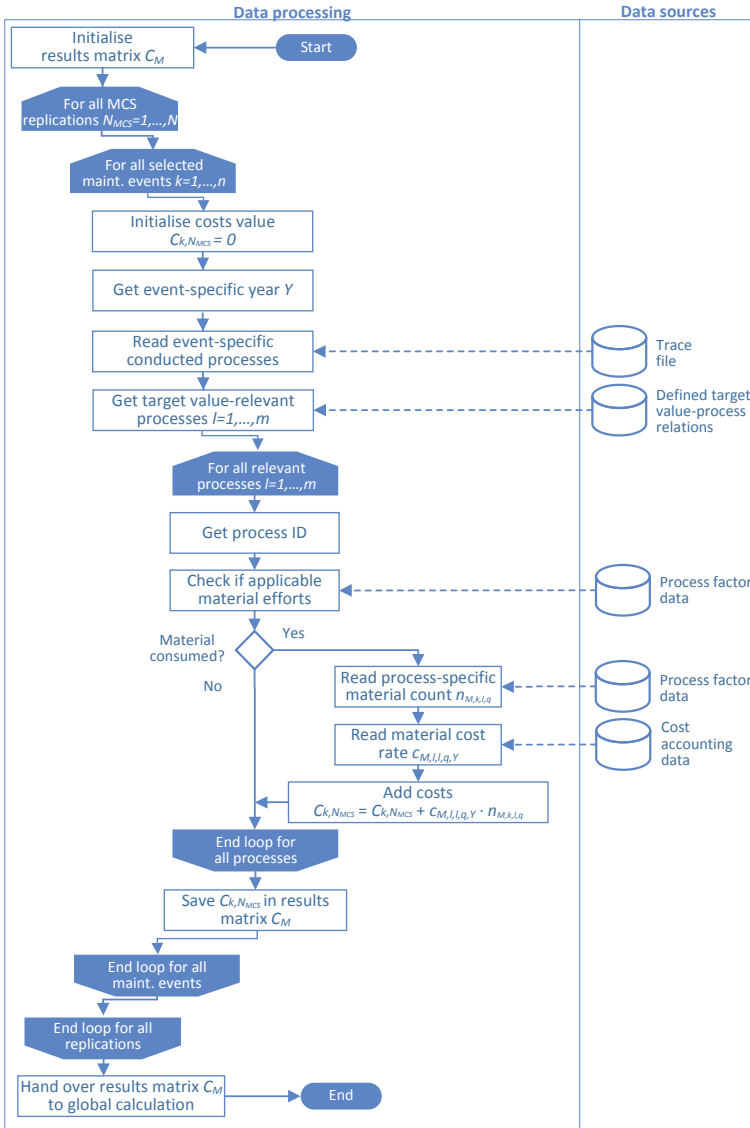 Data processing
Data sources
Initialise
results matrix C_M
Start
For all MCS
replications N_MCS=1,...,N
For all selected
maint. events k=1,...,n
Initialise costs value
C_k,N_MCS = 0
Get event-specific year Y
Read event-specific
conducted processes
Trace
file
Get target value-relevant
processes l=1,...,m
Defined target
value-process
relations
For all relevant
processes l=1,...,m
Get process ID
Check if applicable
material efforts
Process factor
data
Material
consumed?
Yes
No
Read process-specific
material count n_M,k,l,q
Process factor
data
Read material cost
rate c_M,l,l,q,Y
Cost
accounting
data
Add costs
C_k,N_MCS = C_k,N_MCS + c_M,l,l,q,Y · n_M,k,l,q
End loop for
all processes
Save C_k,N_MCS in results
matrix C_M
End loop for all
maint. events
End loop for all
replications
Hand over results matrix C_M
to global calculation
End